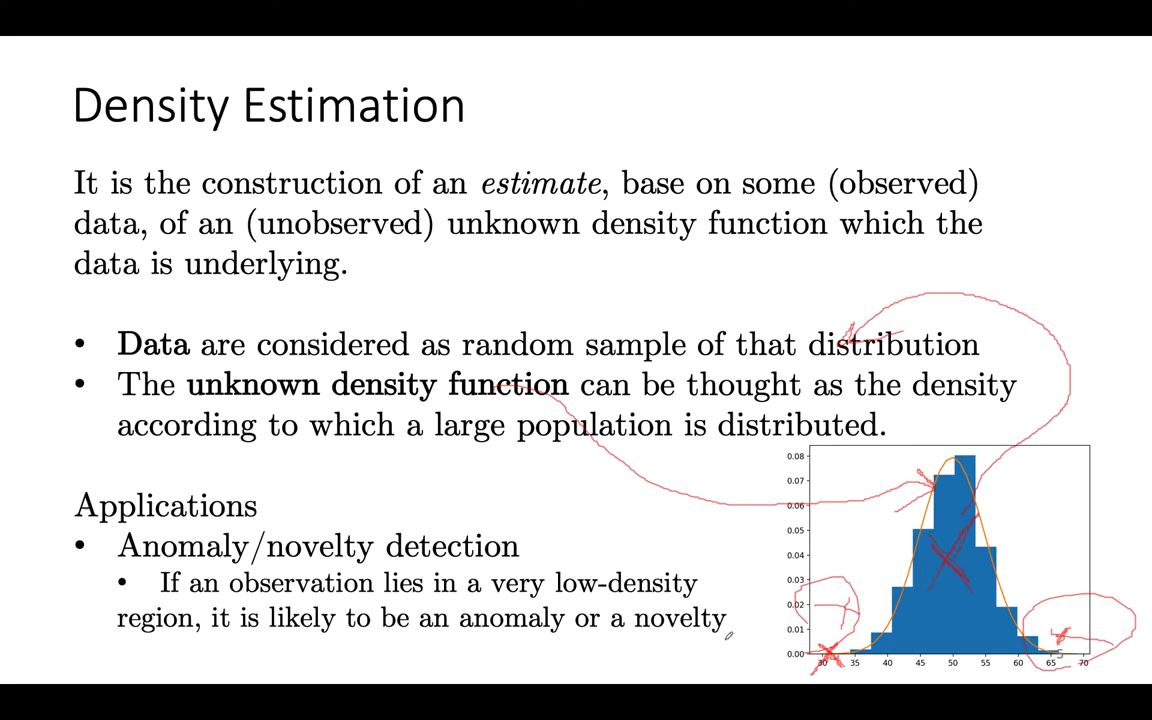 Density Estimation
It is the construction of an estimate, base on some (observed)
data, of an (unobserved) unknown density function which the
data is underlying.
• Data are considered as random sample of that distribution
• The unknown density function can be thought as the density
according to which a large population is distributed.
Applications
• Anomaly/novelty detection
• If an observation lies in a very low-density
region, it is likely to be an anomaly or a novelty
0.08
0.07
0.06
0.05
0.04
0.03
0.02
0.01
0.00
30 35 40 45 50 55 60 65 70